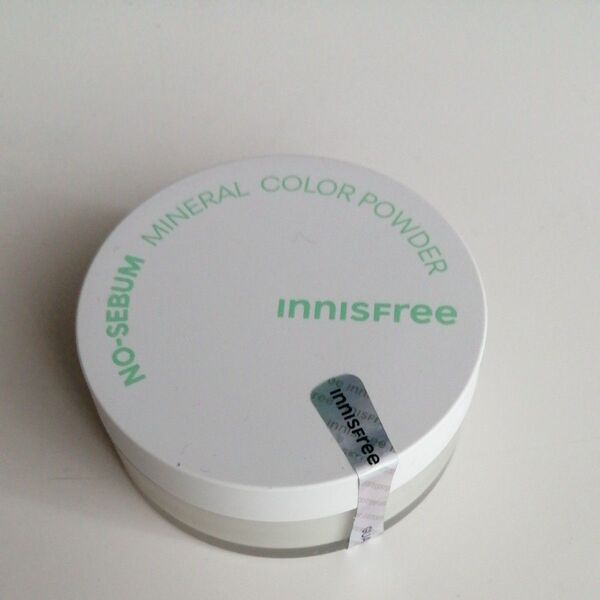 NO-SEBUM MINERAL COLOR POWDER
innisfree
innisfree